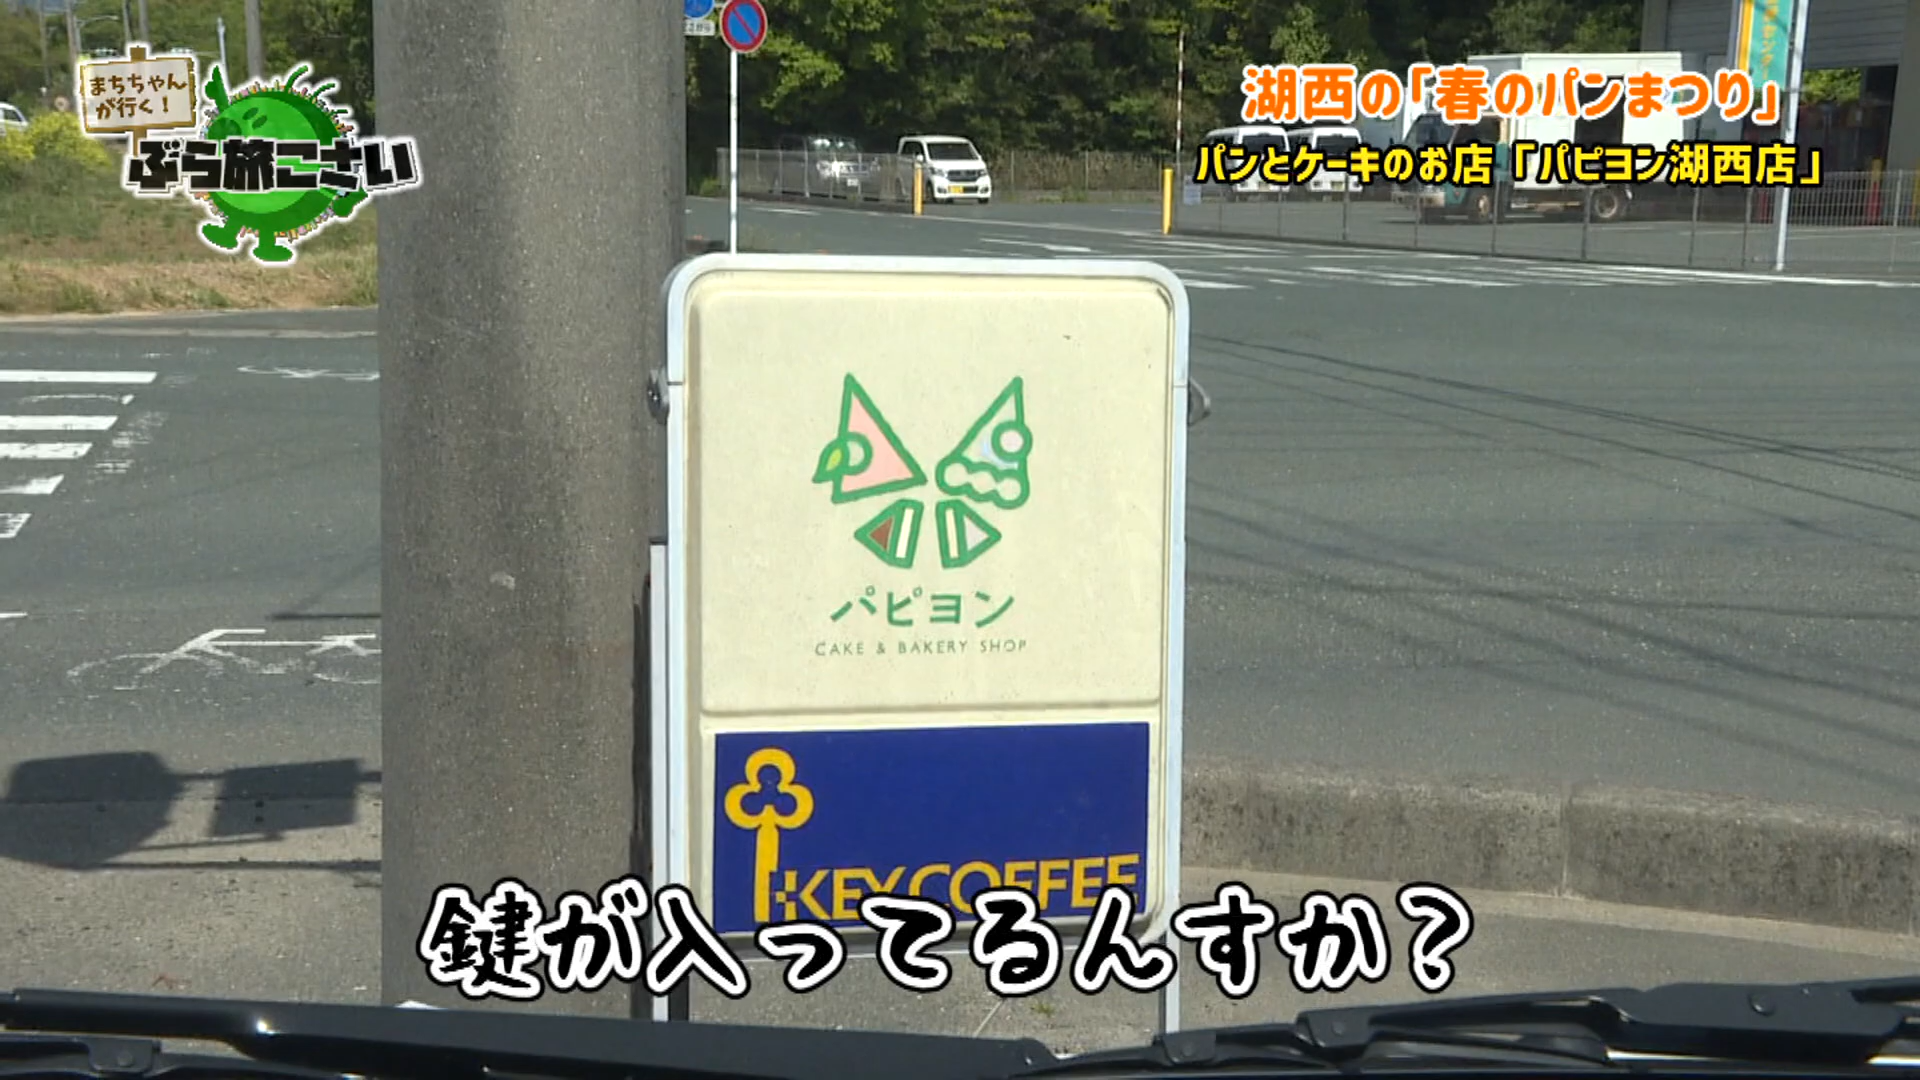 まちちゃん
が行く！
ぶら旅こさい
湖西の「春のパンまつり」
パンとケーキのお店「パピヨン湖西店」
パピヨン
CAKE & BAKERY SHOP
KEY COFFEE
鍵が入ってるんすか？